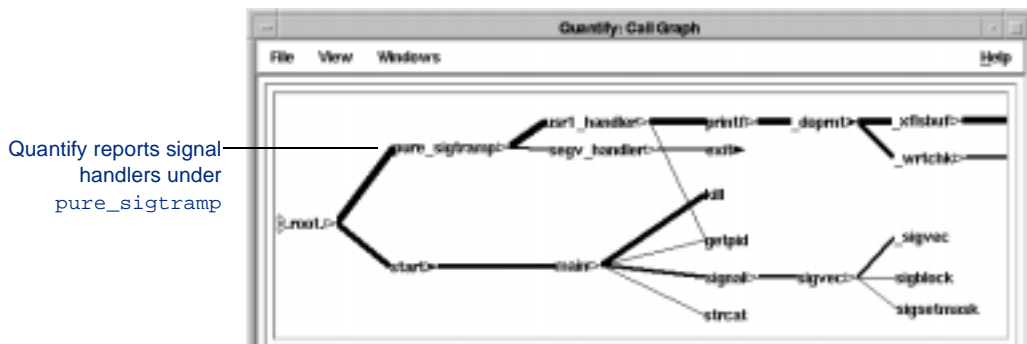 Quantify: Call Graph
File View Windows Help
Quantify reports signal
handlers under
pure_sigtramp
.root.
pure_sigtramp
usr1_handler
segv_handler
printf
exit
_doprnt
_xflsbuf
_wrtchk
start
main
kill
getpid
signal
strcat
sigvec
_sigvec
sigblock
sigsetmask